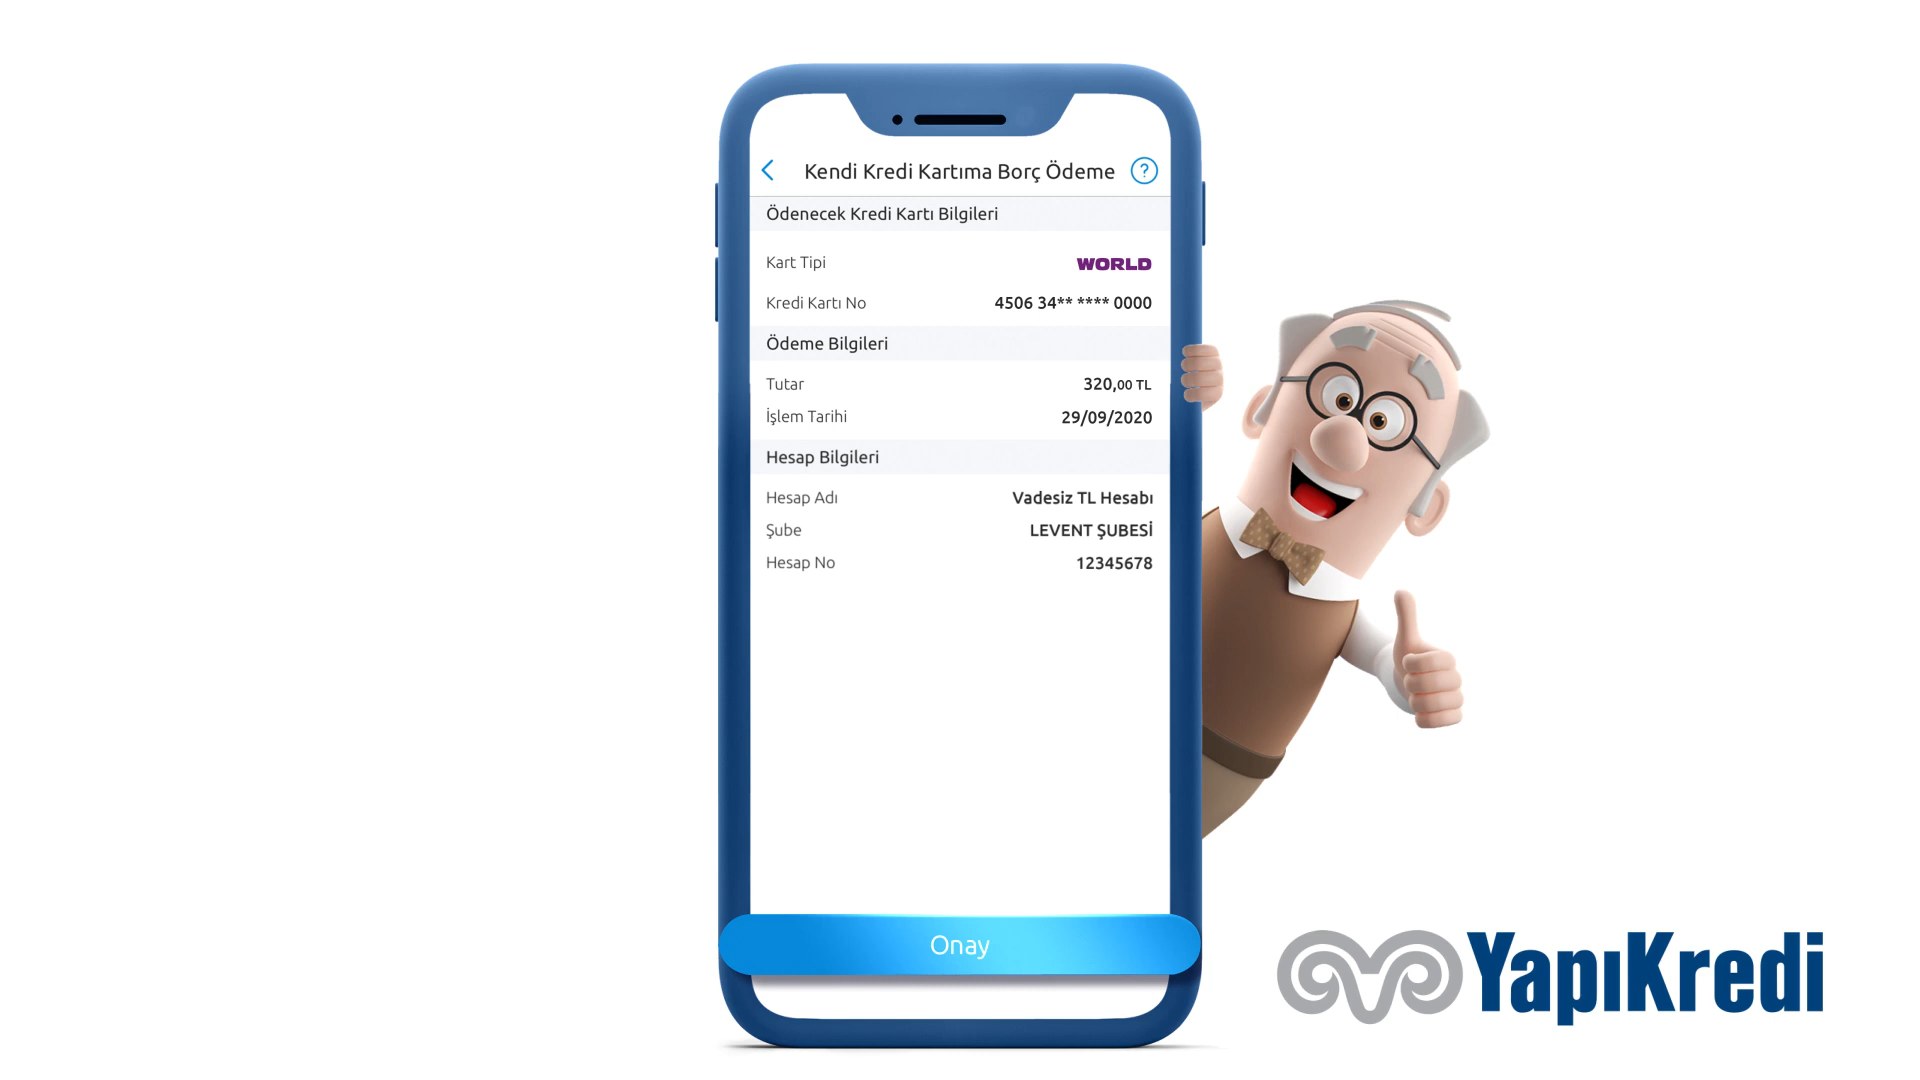 Kendi Kredi Kartıma Borç Ödeme ?
Ödenecek Kredi Kartı Bilgileri
Kart Tipi WORLD
Kredi Kartı No 4506 34** **** 0000
Ödeme Bilgileri
Tutar 320,00 TL
İşlem Tarihi 29/09/2020
Hesap Bilgileri
Hesap Adı Vadesiz TL Hesabı
Şube LEVENT ŞUBESİ
Hesap No 12345678
Onay
YapıKredi